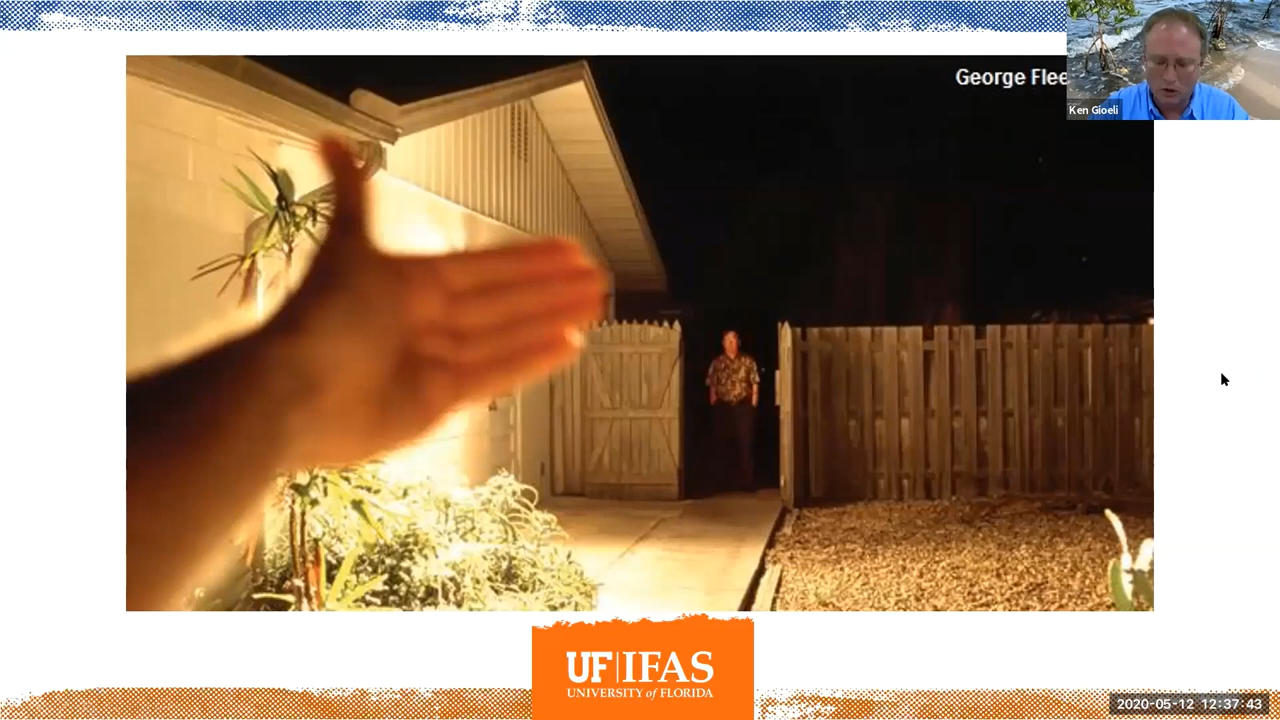 George Flee
Ken Gioeli
UF|IFAS
UNIVERSITY of FLORIDA
2020-05-12 12:37:43